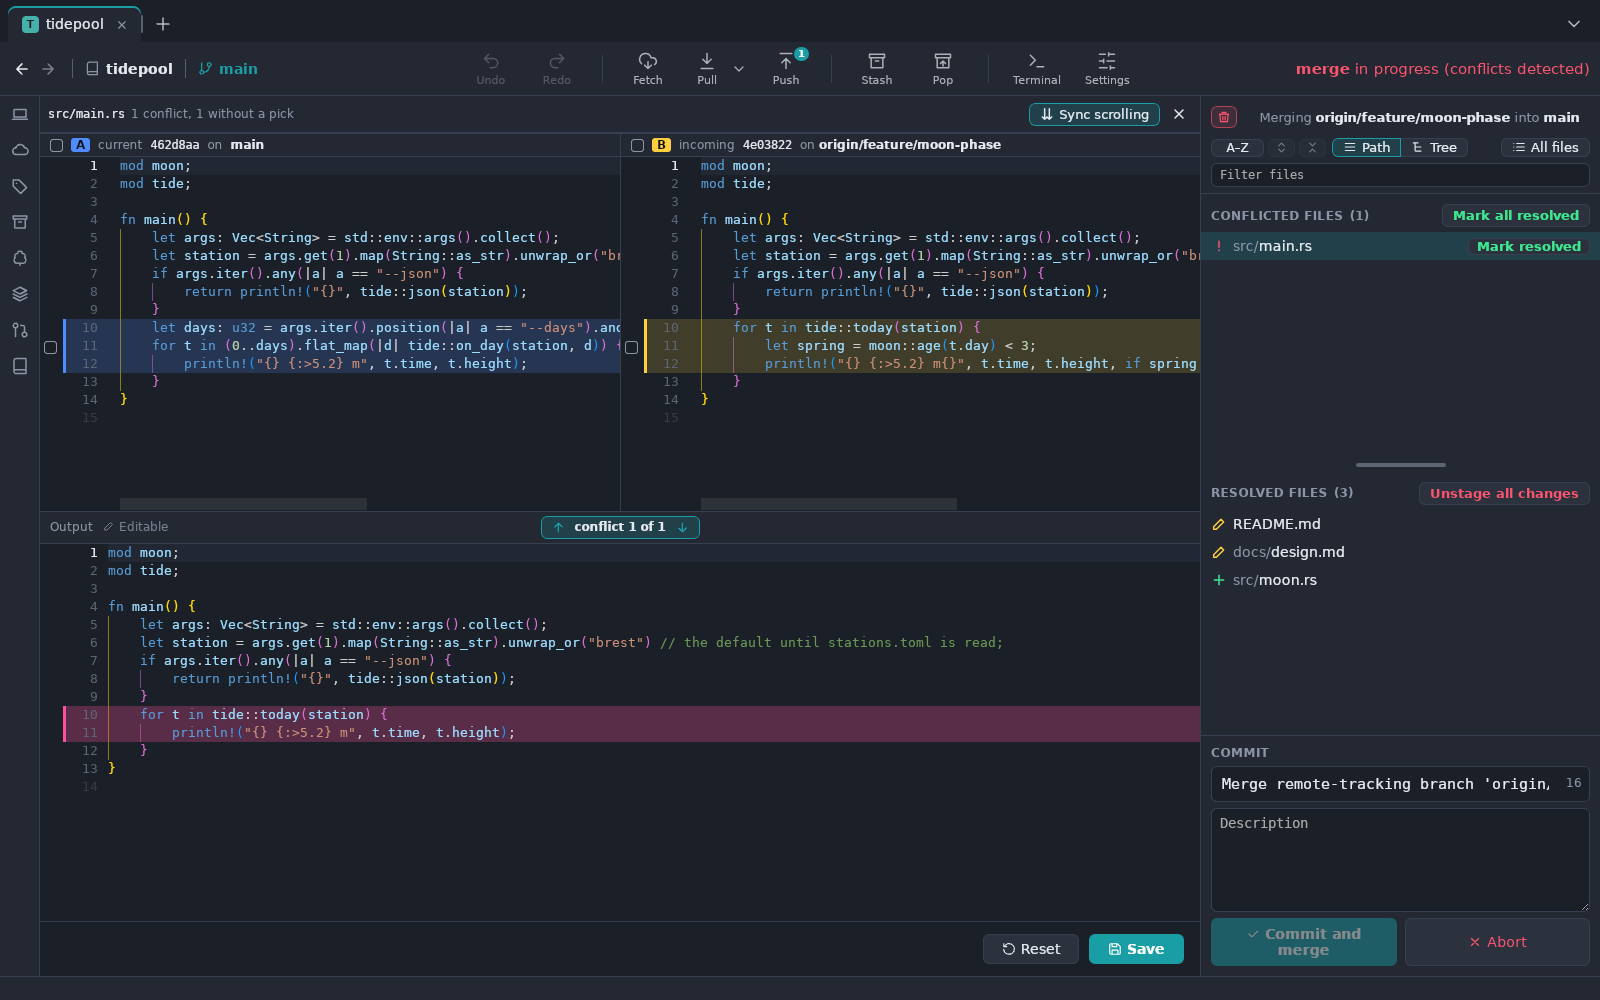 T tidepool
tidepool main
Undo Redo Fetch Pull Push 1 Stash Pop Terminal Settings
merge in progress (conflicts detected)
src/main.rs 1 conflict, 1 without a pick
Sync scrolling
A current 462d8aa on main
1 mod moon;
2 mod tide;
3
4 fn main() {
5 let args: Vec<String> = std::env::args().collect();
6 let station = args.get(1).map(String::as_str).unwrap_or("br
7 if args.iter().any(|a| a == "--json") {
8 return println!("{}", tide::json(station));
9 }
10 let days: u32 = args.iter().position(|a| a == "--days").and
11 for t in (0..days).flat_map(|d| tide::on_day(station, d)) {
12 println!("{} {:>5.2} m", t.time, t.height);
13 }
14 }
15
B incoming 4e03822 on origin/feature/moon-phase
1 mod moon;
2 mod tide;
3
4 fn main() {
5 let args: Vec<String> = std::env::args().collect();
6 let station = args.get(1).map(String::as_str).unwrap_or("br
7 if args.iter().any(|a| a == "--json") {
8 return println!("{}", tide::json(station));
9 }
10 for t in tide::today(station) {
11 let spring = moon::age(t.day) < 3;
12 println!("{} {:>5.2} m{}", t.time, t.height, if spring
13 }
14 }
15
Output Editable
conflict 1 of 1
1 mod moon;
2 mod tide;
3
4 fn main() {
5 let args: Vec<String> = std::env::args().collect();
6 let station = args.get(1).map(String::as_str).unwrap_or("brest") // the default until stations.toml is read;
7 if args.iter().any(|a| a == "--json") {
8 return println!("{}", tide::json(station));
9 }
10 for t in tide::today(station) {
11 println!("{} {:>5.2} m", t.time, t.height);
12 }
13 }
14
Reset Save
Merging origin/feature/moon-phase into main
A-Z Path Tree All files
Filter files
CONFLICTED FILES (1) Mark all resolved
! src/main.rs Mark resolved
RESOLVED FILES (3) Unstage all changes
README.md
docs/design.md
src/moon.rs
COMMIT
Merge remote-tracking branch 'origin/ 16
Description
Commit and
merge
Abort